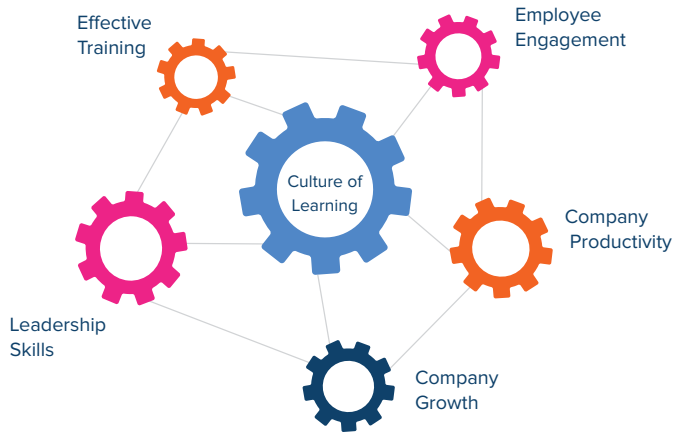 Effective
Training
Employee
Engagement
Culture of
Learning
Company
Productivity
Leadership
Skills
Company
Growth